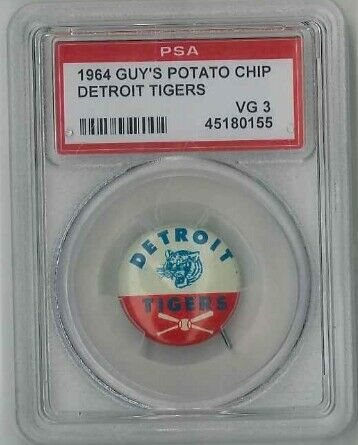 PSA
1964 GUY'S POTATO CHIP
DETROIT TIGERS
VG 3
45180155
DETROIT
TIGERS